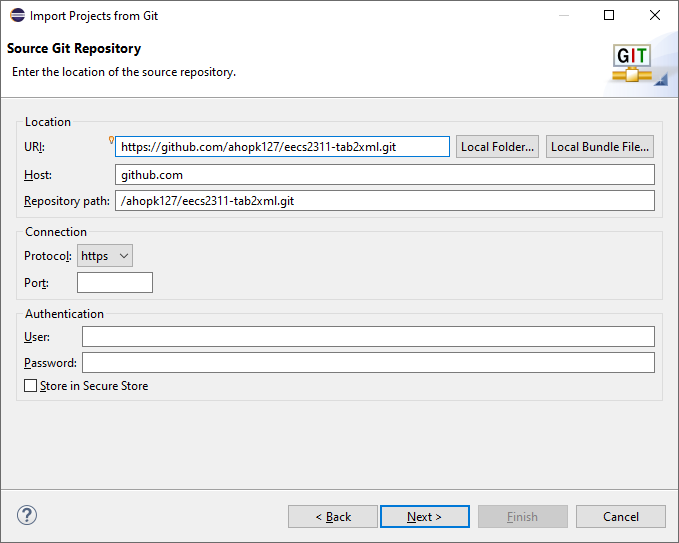 Import Projects from Git
Source Git Repository
Enter the location of the source repository.
GIT
Location
URI: https://github.com/ahopk127/eecs2311-tab2xml.git Local Folder... Local Bundle File...
Host: github.com
Repository path: /ahopk127/eecs2311-tab2xml.git
Connection
Protocol: https
Port:
Authentication
User:
Password:
Store in Secure Store
?
< Back Next > Finish Cancel